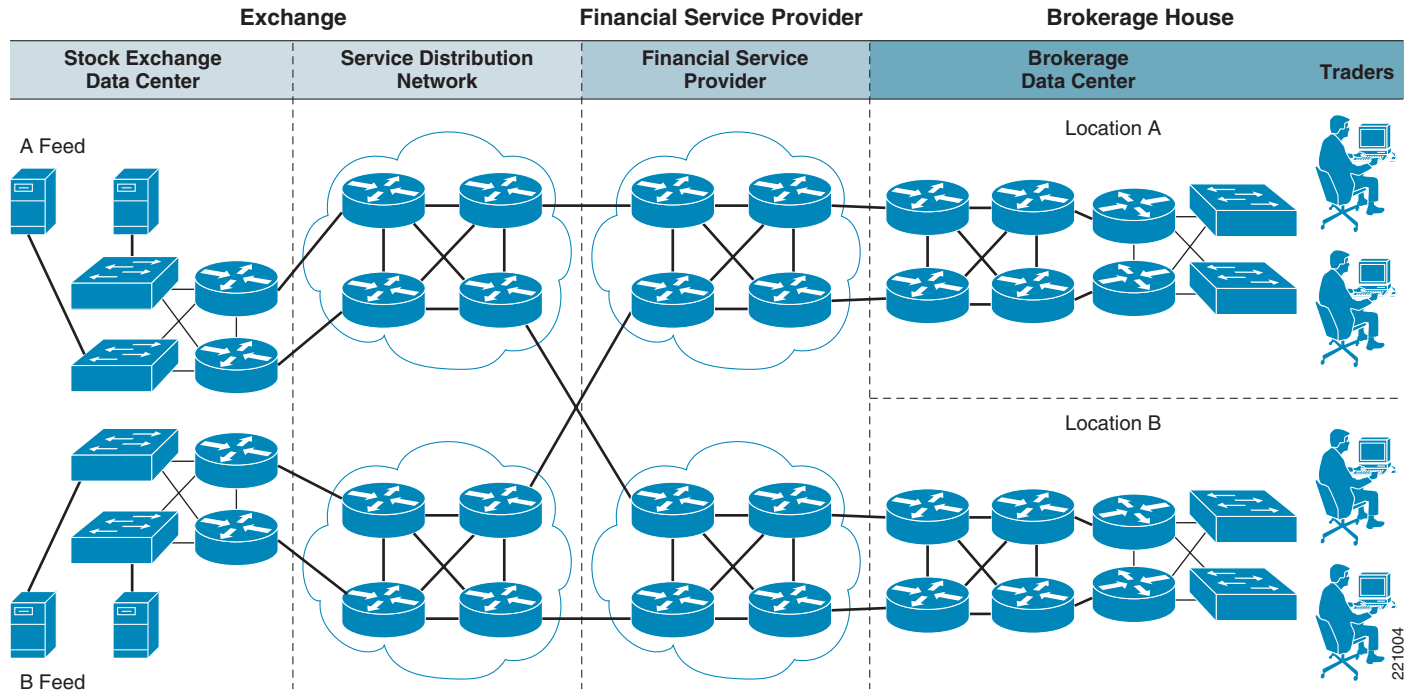 Exchange
Financial Service Provider
Brokerage House
Stock Exchange
Data Center
Service Distribution
Network
Financial Service
Provider
Brokerage
Data Center
Traders
A Feed
Location A
Location B
B Feed
221004